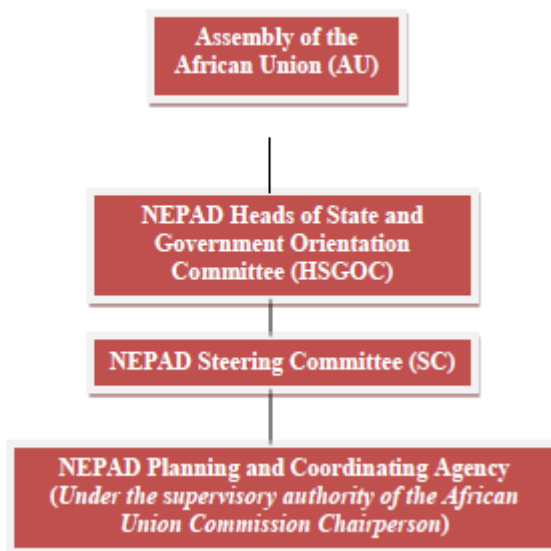 Assembly of the
African Union (AU)
NEPAD Heads of State and
Government Orientation
Committee (HSGOC)
NEPAD Steering Committee (SC)
NEPAD Planning and Coordinating Agency
(Under the supervisory authority of the African
Union Commission Chairperson)